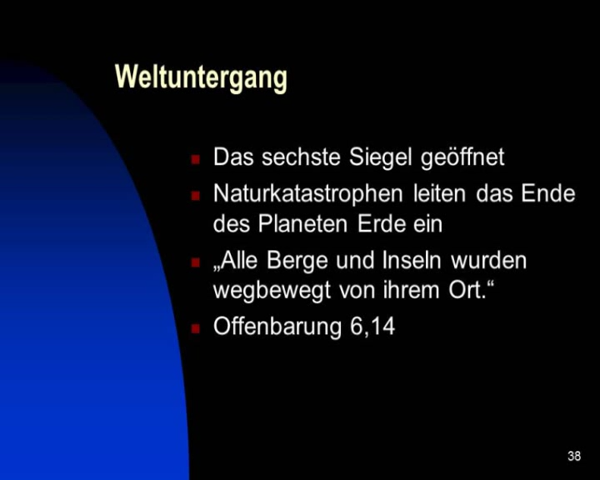 Weltuntergang
Das sechste Siegel geöffnet
Naturkatastrophen leiten das Ende
des Planeten Erde ein
„Alle Berge und Inseln wurden
wegbewegt von ihrem Ort.“
Offenbarung 6,14
38